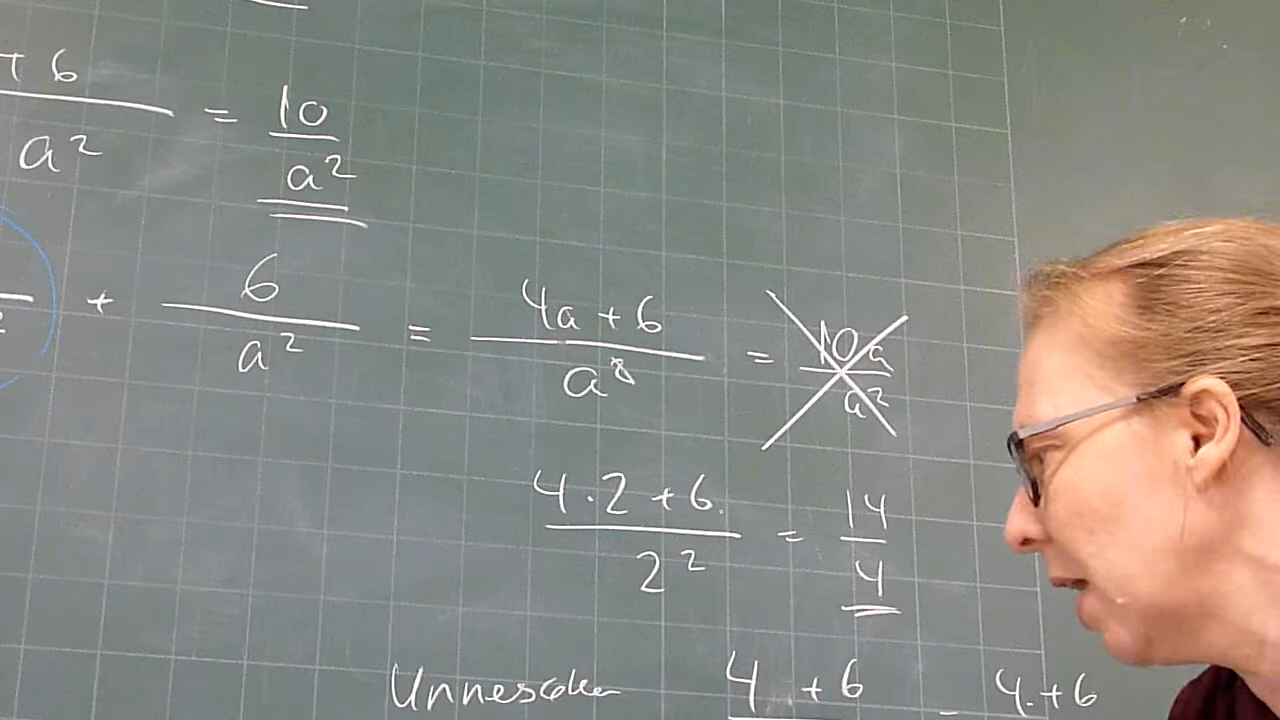 + 6
= 10
a²
a²
+ 6 = 4a + 6 = 10a
a² a² a²
4·2 + 6 = 14
2² 4
4 + 6 4·+6